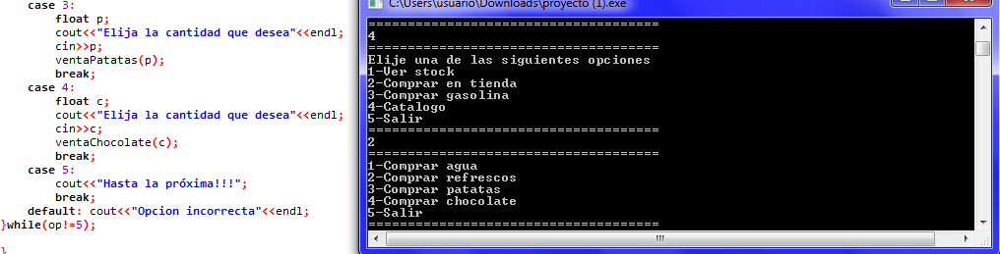 case 3:
float p;
cout<<"Elija la cantidad que desea"<<endl;
cin>>p;
ventaPatatas(p);
break;
case 4:
float c;
cout<<"Elija la cantidad que desea"<<endl;
cin>>c;
ventaChocolate(c);
break;
case 5:
cout<<"Hasta la próxima!!!";
break;
default: cout<<"Opcion incorrecta"<<endl;
}while(op!=5);
}
C:\Users\usuario\Downloads\proyecto (1).exe
====================================
4
====================================
Elije una de las siguientes opciones
1-Ver stock
2-Comprar en tienda
3-Comprar gasolina
4-Catalogo
5-Salir
====================================
2
====================================
1-Comprar agua
2-Comprar refrescos
3-Comprar patatas
4-Comprar chocolate
5-Salir
====================================